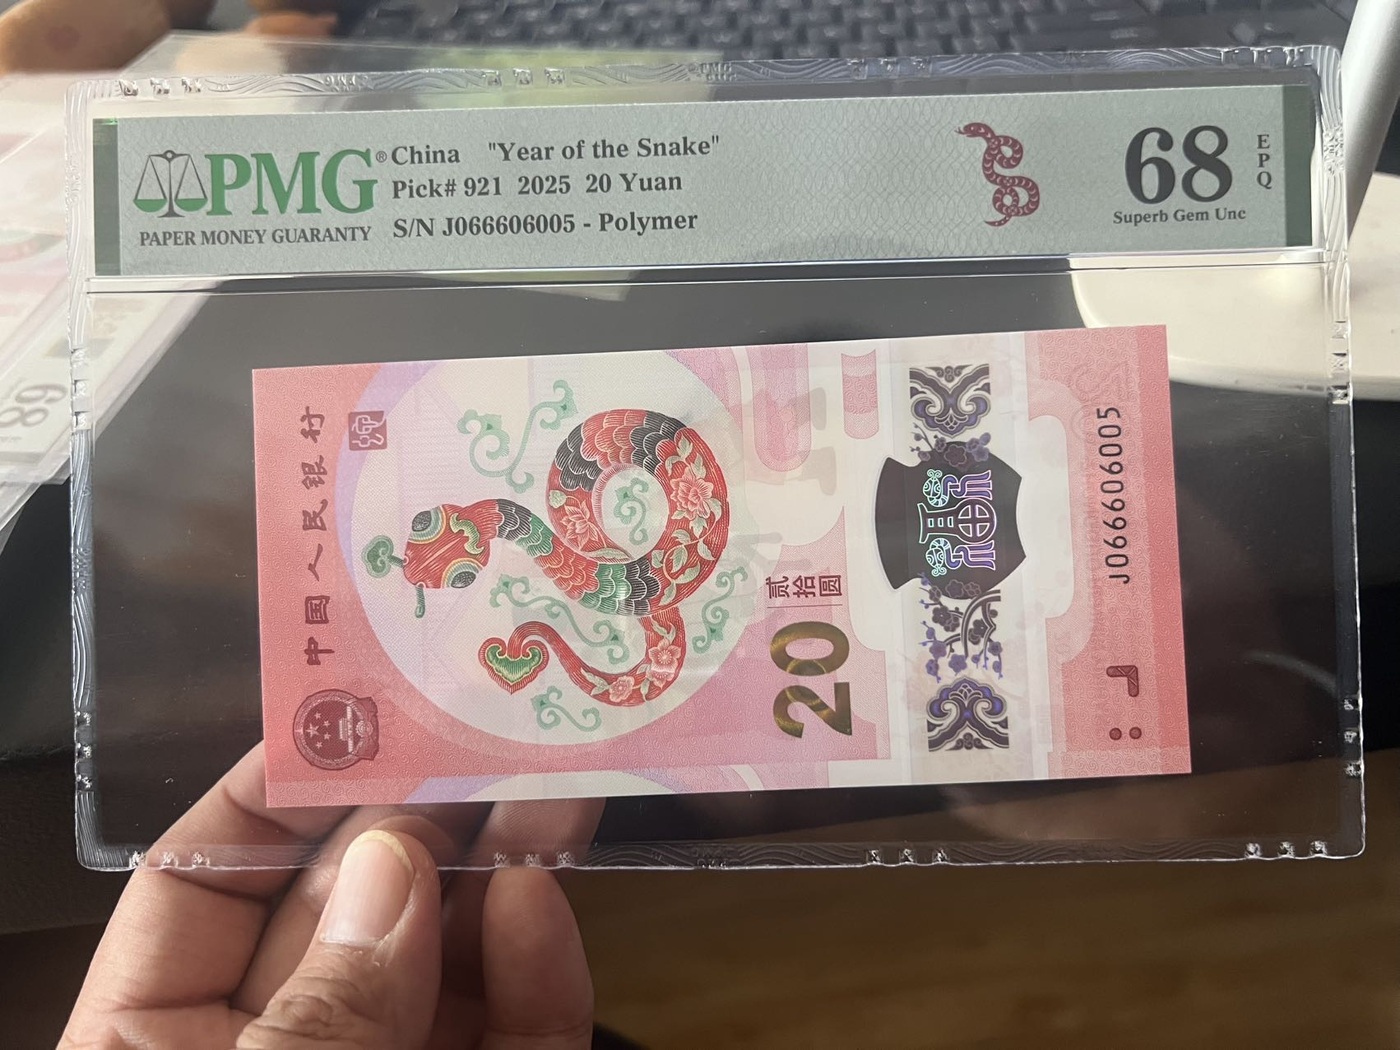 PMG®
PAPER MONEY GUARANTY
China "Year of the Snake"
Pick# 921 2025 20 Yuan
S/N J066606005 - Polymer
68
EPQ
Superb Gem Unc
中国人民银行
贰拾圆
20
J066606005
68